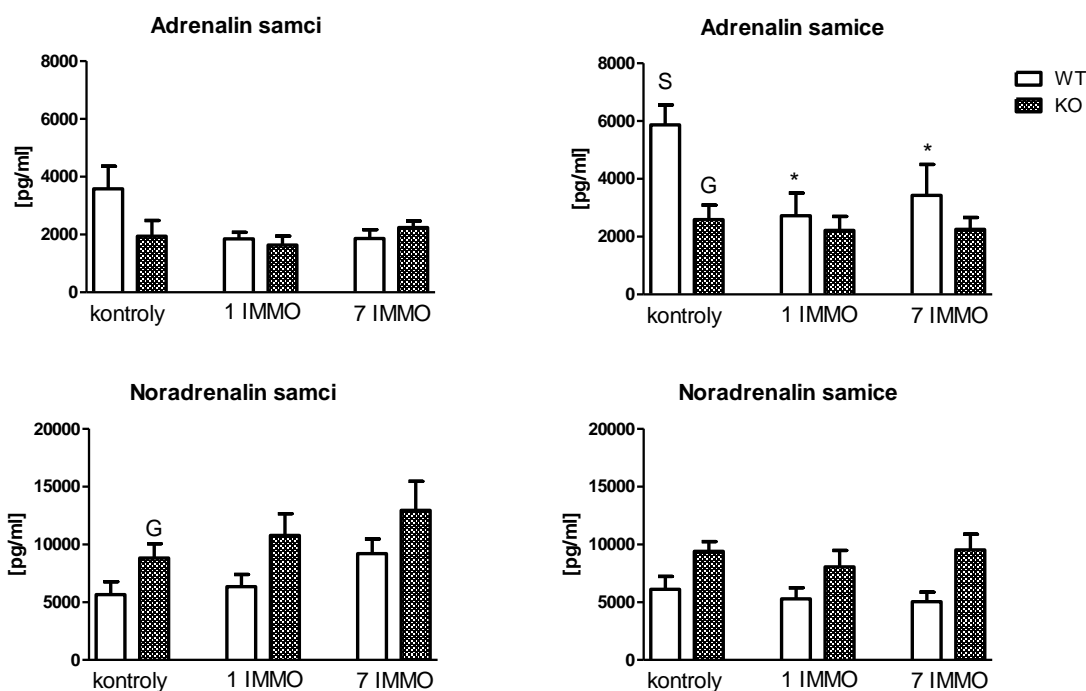 Adrenalin samci
8000
6000
4000
2000
0
[pg/ml]
kontroly
1 IMMO
7 IMMO
Adrenalin samice
8000
6000
4000
2000
0
[pg/ml]
S
G
*
*
kontroly
1 IMMO
7 IMMO
WT
KO
Noradrenalin samci
20000
15000
10000
5000
0
[pg/ml]
G
kontroly
1 IMMO
7 IMMO
Noradrenalin samice
20000
15000
10000
5000
0
[pg/ml]
kontroly
1 IMMO
7 IMMO